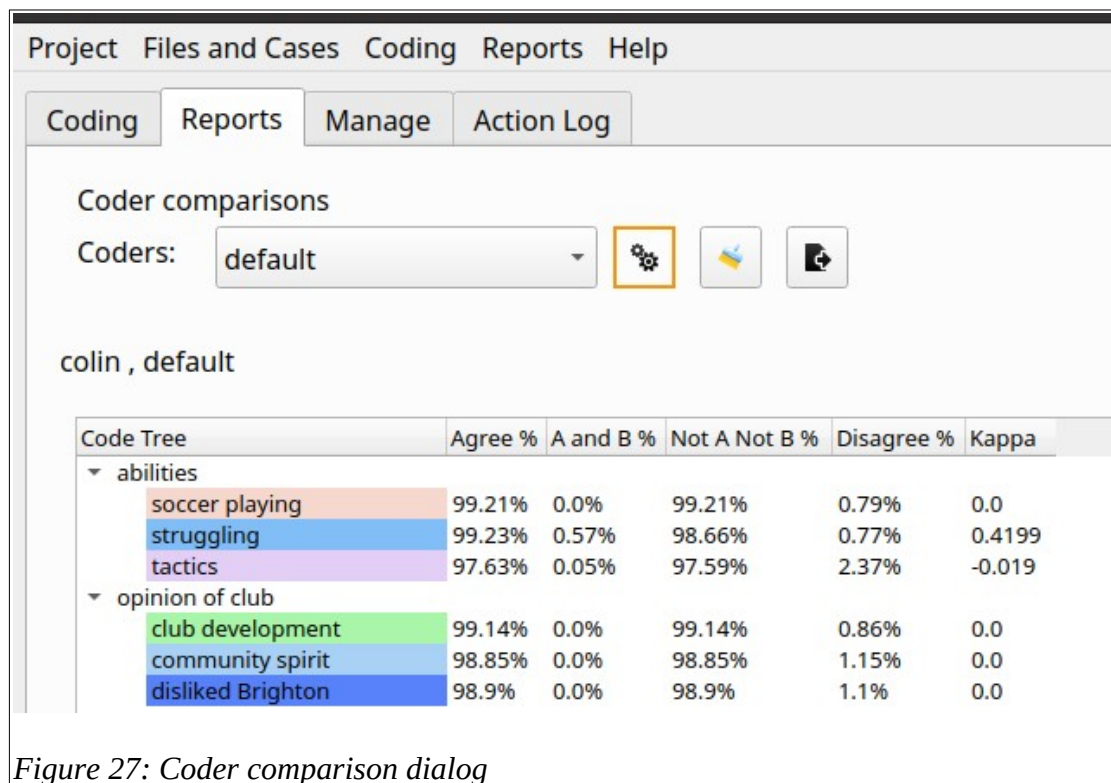 Project Files and Cases Coding Reports Help
Coding Reports Manage Action Log
Coder comparisons
Coders: default
colin , default
Code Tree Agree % A and B % Not A Not B % Disagree % Kappa
abilities
soccer playing 99.21% 0.0% 99.21% 0.79% 0.0
struggling 99.23% 0.57% 98.66% 0.77% 0.4199
tactics 97.63% 0.05% 97.59% 2.37% -0.019
opinion of club
club development 99.14% 0.0% 99.14% 0.86% 0.0
community spirit 98.85% 0.0% 98.85% 1.15% 0.0
disliked Brighton 98.9% 0.0% 98.9% 1.1% 0.0
Figure 27: Coder comparison dialog